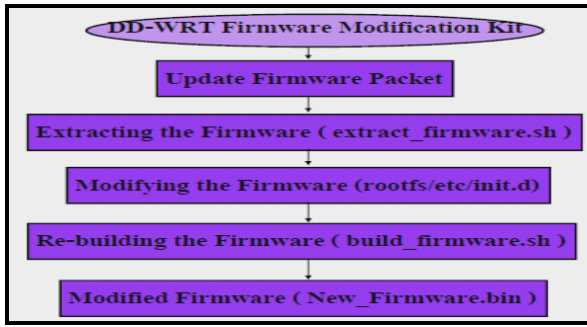 DD-WRT Firmware Modification Kit
Update Firmware Packet
Extracting the Firmware ( extract_firmware.sh )
Modifying the Firmware (rootfs/etc/init.d)
Re-building the Firmware ( build_firmware.sh )
Modified Firmware ( New_Firmware.bin )